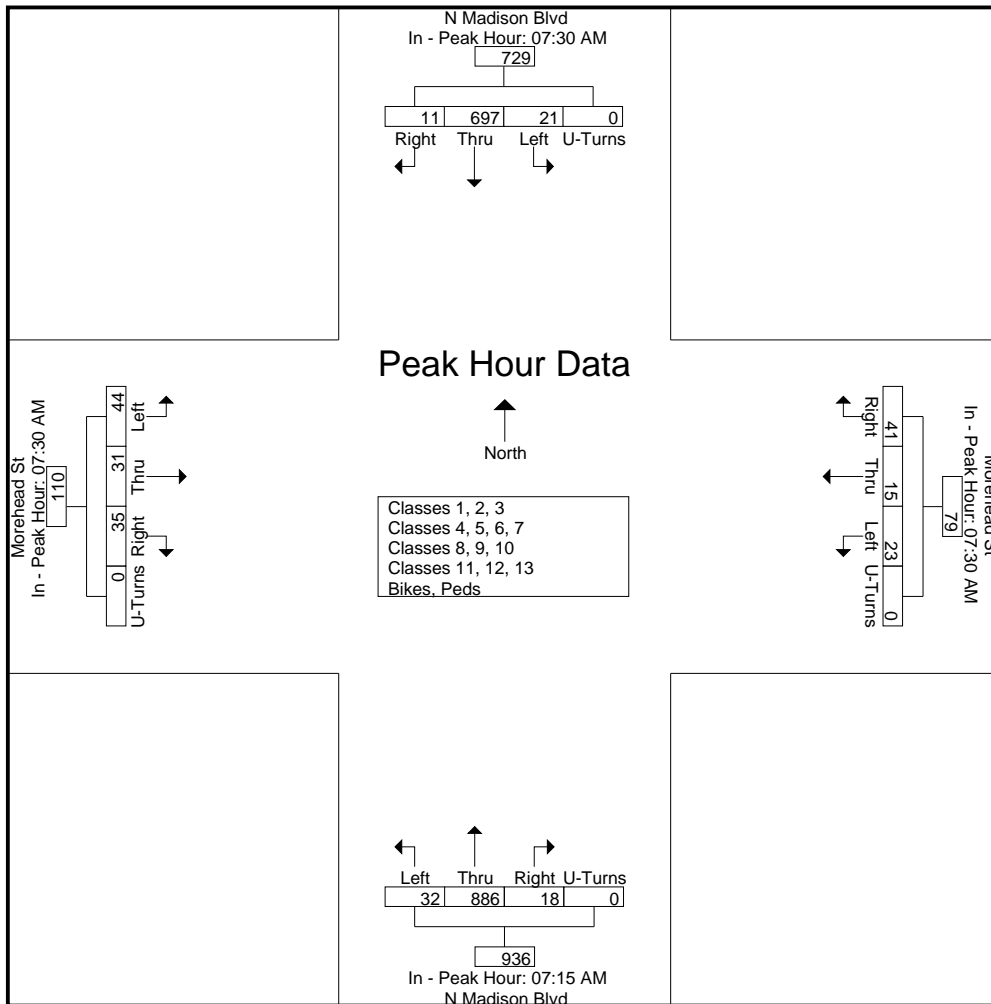 N Madison Blvd
In - Peak Hour: 07:30 AM
729
11 697 21 0
Right Thru Left U-Turns
Peak Hour Data
North
Morehead St
In - Peak Hour: 07:30 AM
110
44 31 35 0
Left Thru Right U-Turns
Classes 1, 2, 3
Classes 4, 5, 6, 7
Classes 8, 9, 10
Classes 11, 12, 13
Bikes, Peds
Morehead St
In - Peak Hour: 07:30 AM
79
41 15 23 0
Right Thru Left U-Turns
Left Thru Right U-Turns
32 886 18 0
936
In - Peak Hour: 07:15 AM
N Madison Blvd